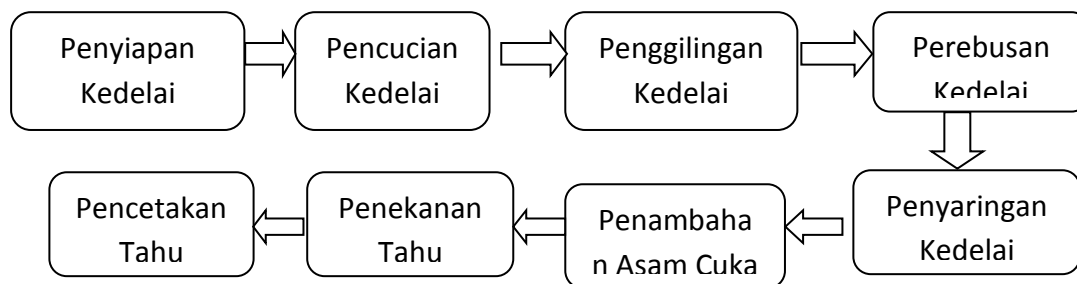 Penyiapan
Kedelai
Pencucian
Kedelai
Penggilingan
Kedelai
Perebusan
Kedelai
Penyaringan
Kedelai
Penambaha
n Asam Cuka
Penekanan
Tahu
Pencetakan
Tahu